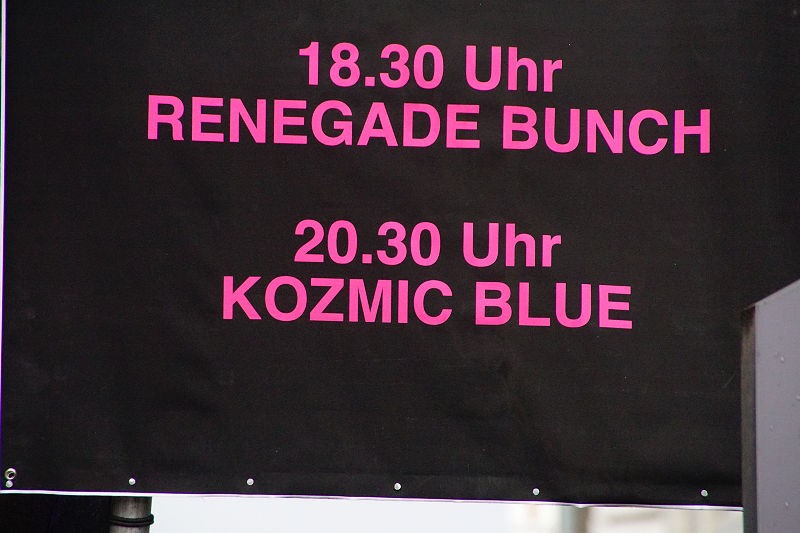 18.30 Uhr
RENEGADE BUNCH
20.30 Uhr
KOZMIC BLUE